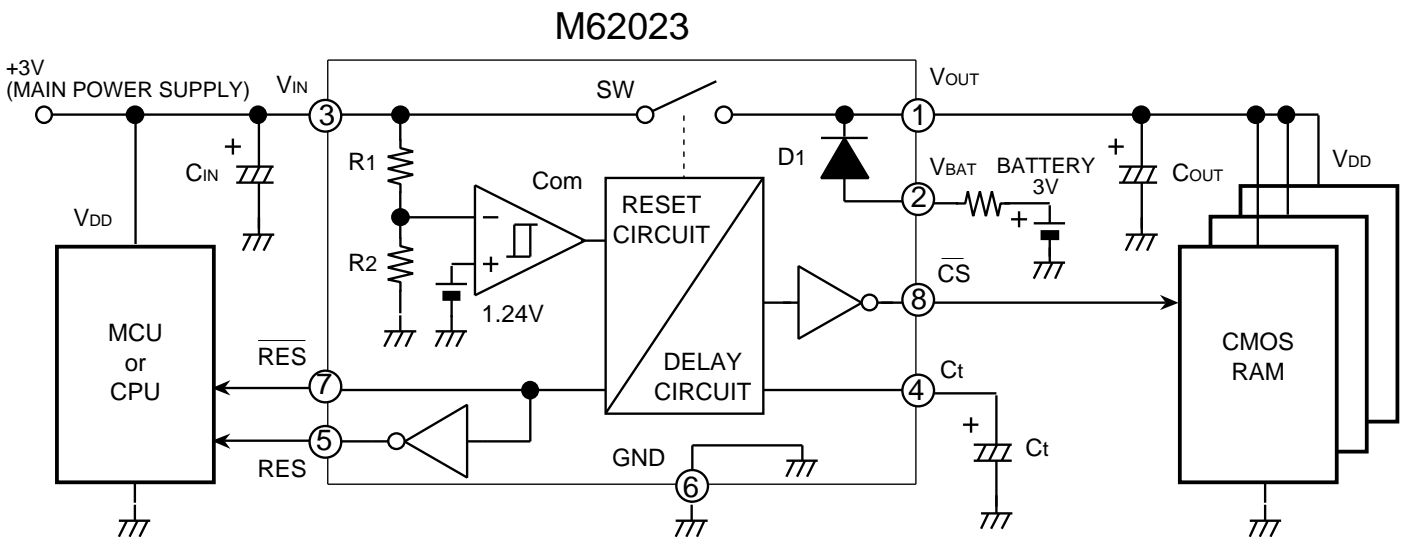 M62023
+3V
(MAIN POWER SUPPLY)
VIN
3
SW
VOUT
1
R1
CIN
+
D1
VBAT
2
BATTERY
3V
+
COUT
+
VDD
VDD
Com
−
+
R2
1.24V
RESET
CIRCUIT
DELAY
CIRCUIT
CS
8
MCU
or
CPU
RES
7
RES
5
Ct
4
+
Ct
GND
6
CMOS
RAM